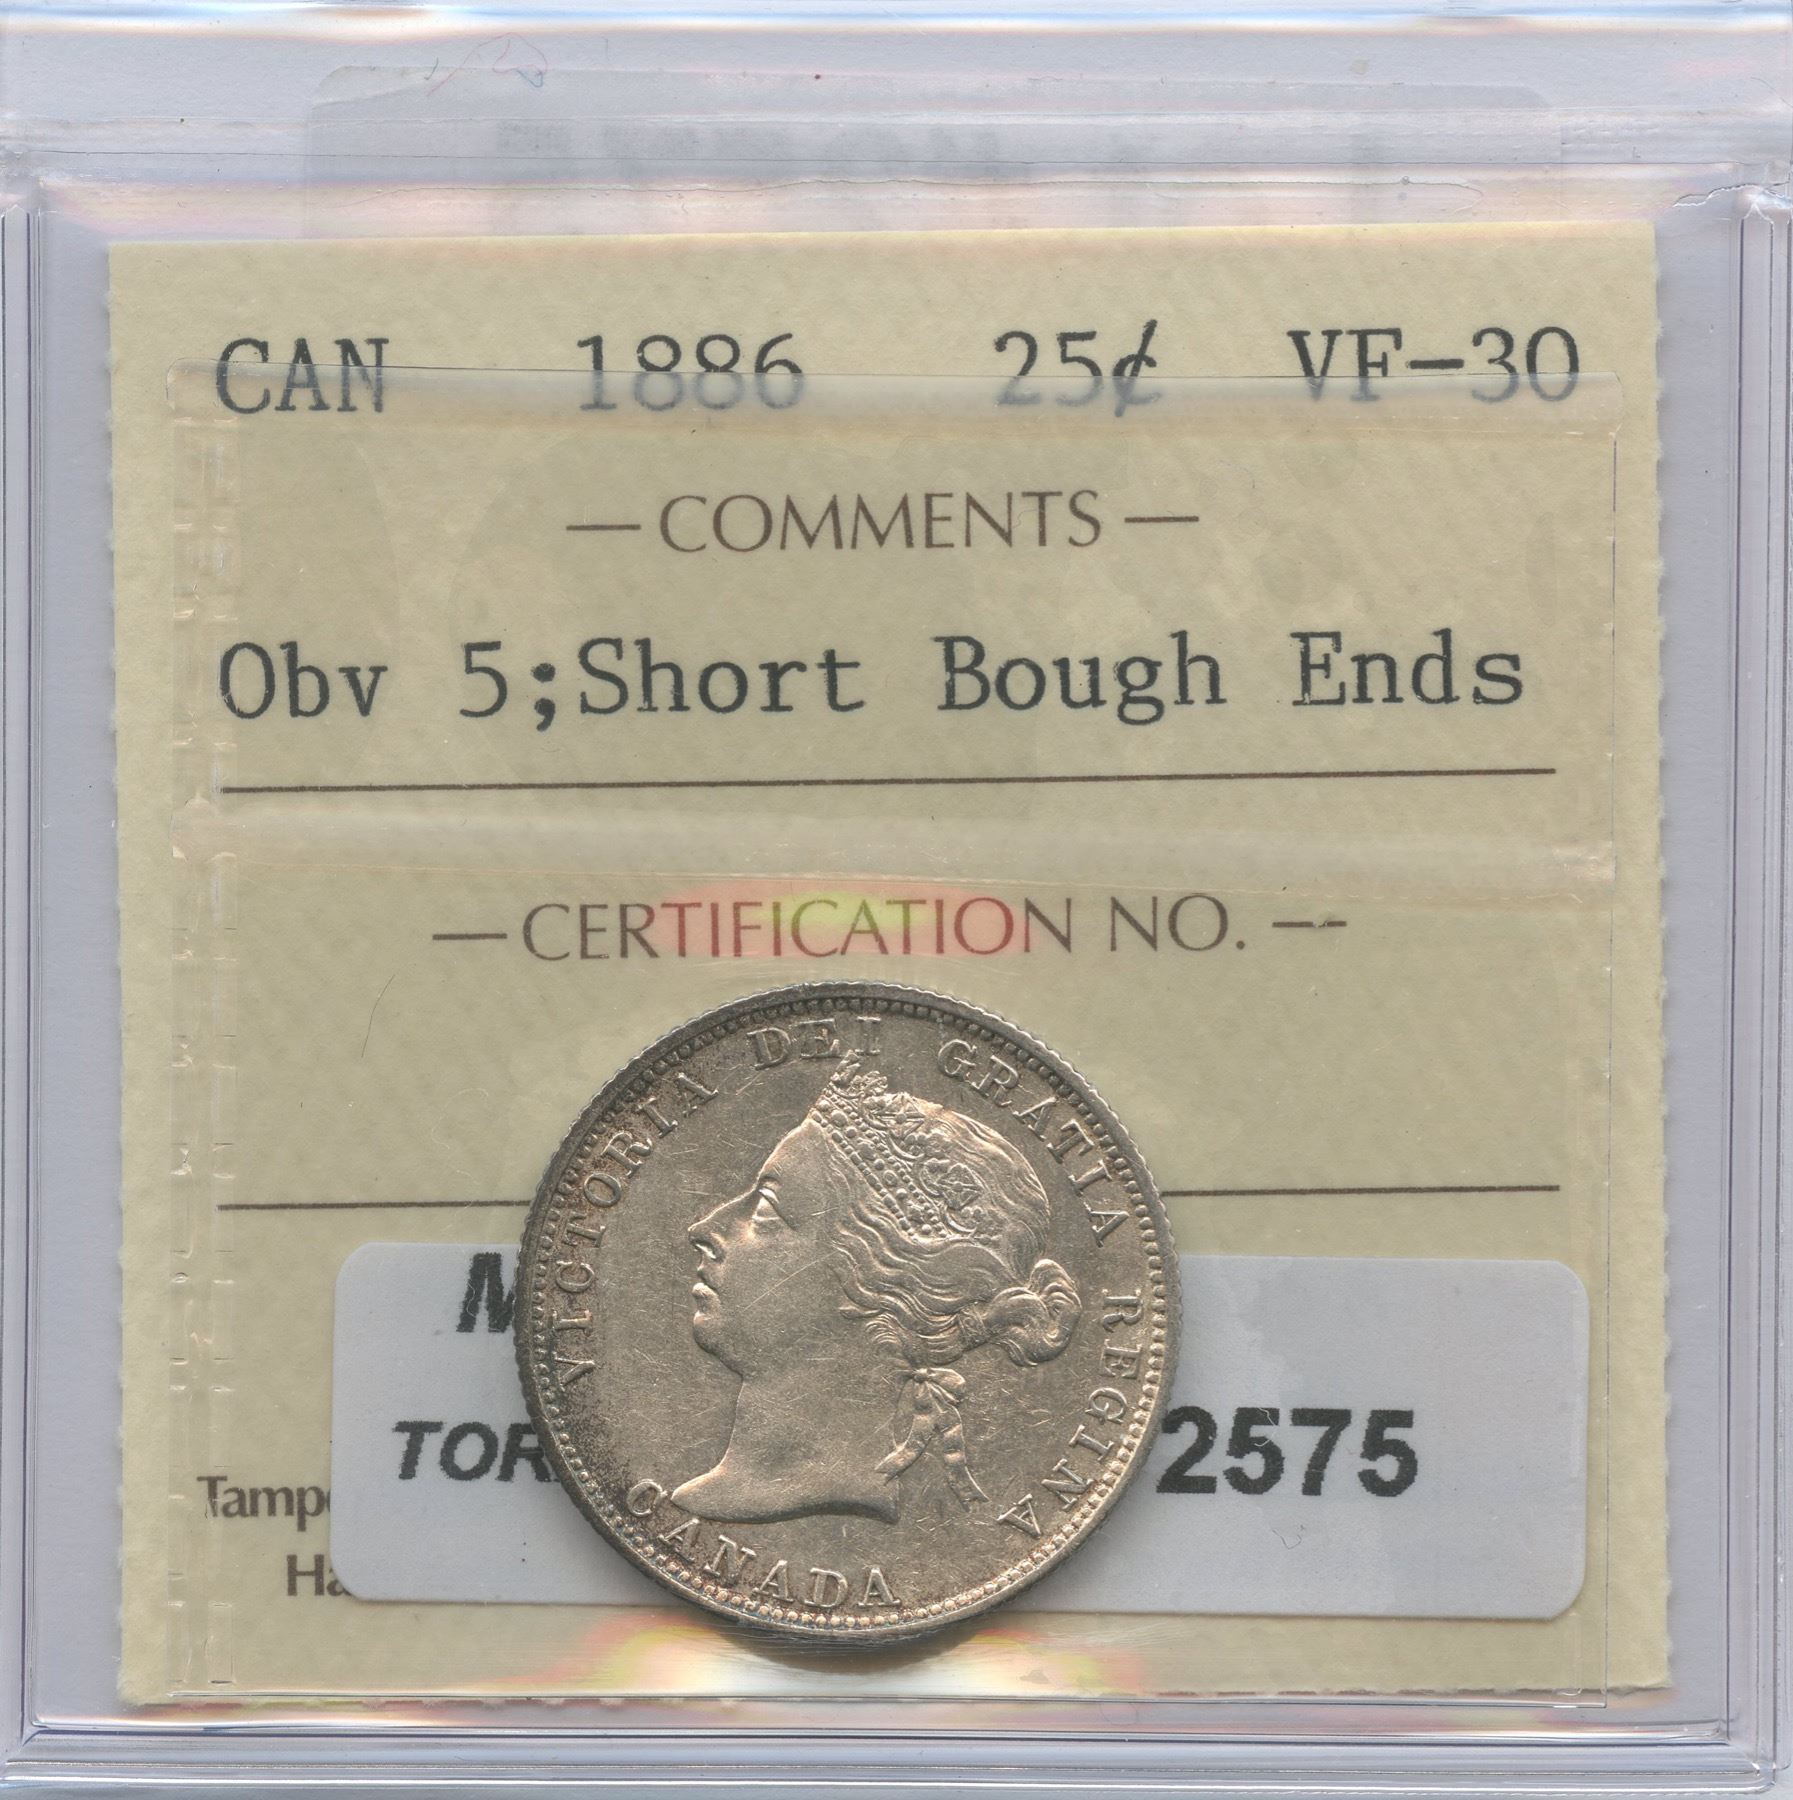 CAN 1886 25¢ VF-30
— COMMENTS —
Obv 5;Short Bough Ends
— CERTIFICATION NO. —
VICTORIA DEI GRATIA REGINA
CANADA
2575